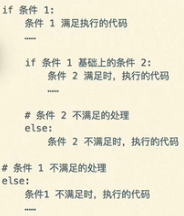 if 条件 1:
条件 1 满足执行的代码
……
if 条件 1 基础上的条件 2:
条件 2 满足时，执行的代码
……
# 条件 2 不满足的处理
else:
条件 2 不满足时，执行的代码
# 条件 1 不满足的处理
else:
条件1 不满足时，执行的代码
……